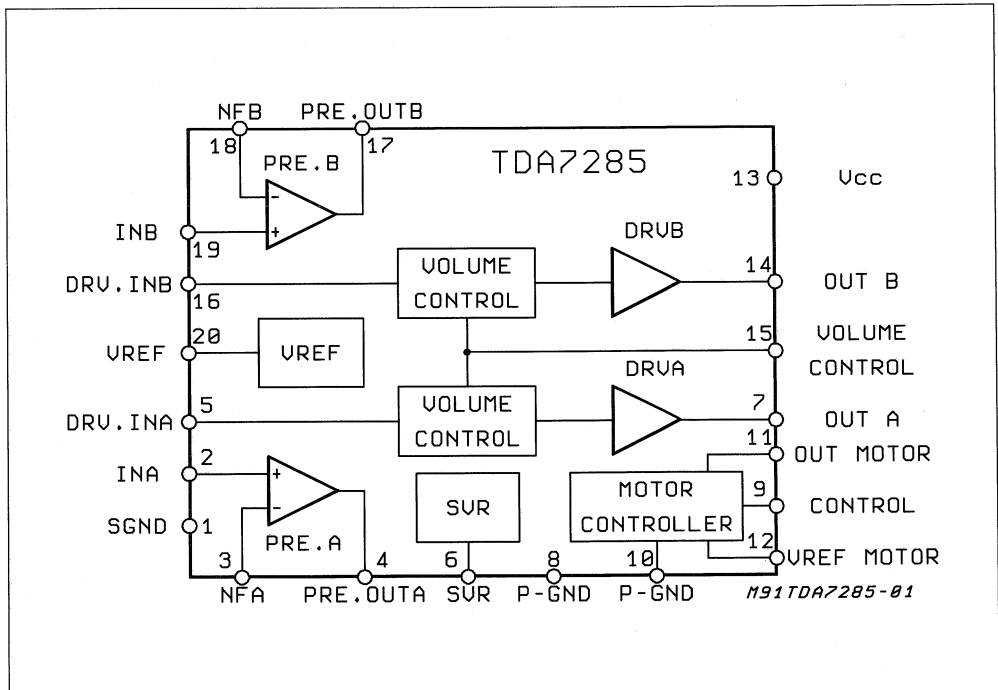 NFB PRE.OUTB
18 17
PRE.B
TDA7285
13 Vcc
-
+
INB
19
DRVB
DRV.INB
16
VOLUME
CONTROL
14 OUT B
20
VREF
VREF
15 VOLUME
CONTROL
DRVA
5
DRV.INA
VOLUME
CONTROL
7
OUT A
11
OUT MOTOR
2
INA
+
-
SVR
MOTOR
CONTROLLER
9
CONTROL
SGND 1
PRE.A
12
VREF MOTOR
3 4 6 8 10
NFA PRE.OUTA SVR P-GND P-GND
M91TDA7285-01